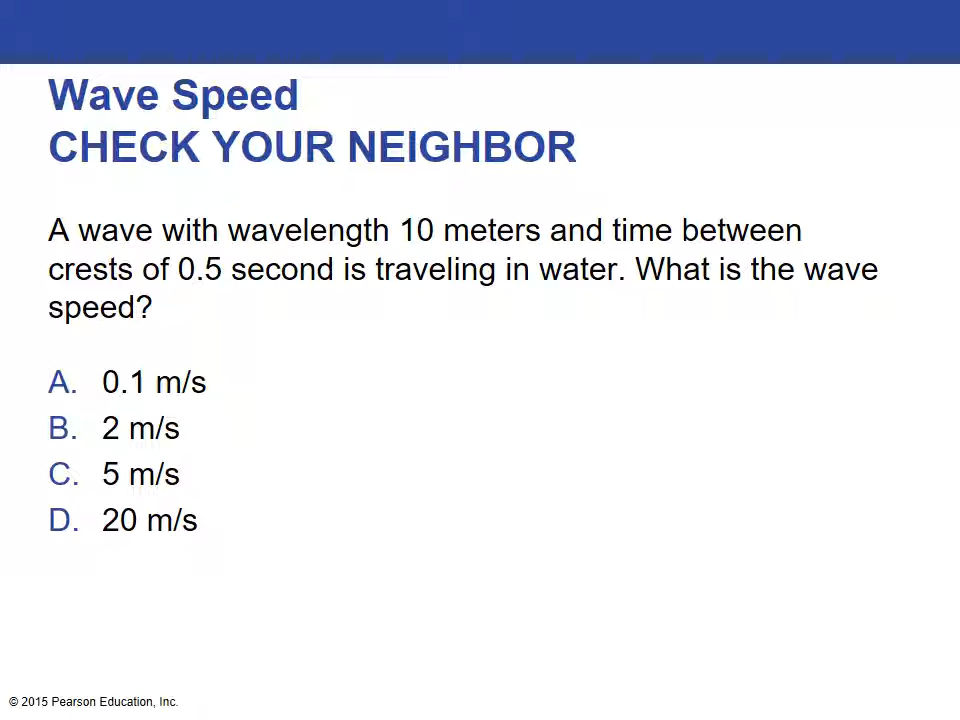 Wave Speed
CHECK YOUR NEIGHBOR
A wave with wavelength 10 meters and time between
crests of 0.5 second is traveling in water. What is the wave
speed?
A. 0.1 m/s
B. 2 m/s
C. 5 m/s
D. 20 m/s
© 2015 Pearson Education, Inc.